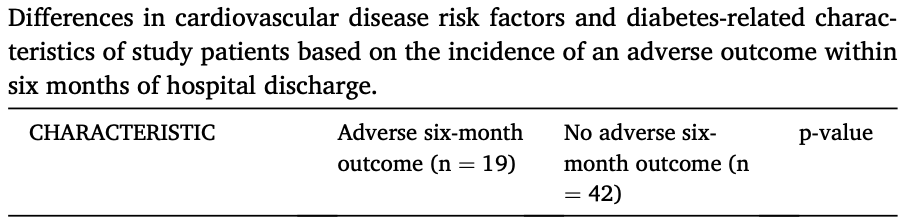 Differences in cardiovascular disease risk factors and diabetes-related charac-
teristics of study patients based on the incidence of an adverse outcome within
six months of hospital discharge.
CHARACTERISTIC Adverse six-month outcome (n = 19) No adverse six-month outcome (n = 42) p-value